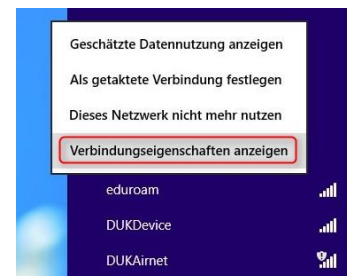 Geschätzte Datennutzung anzeigen
Als getaktete Verbindung festlegen
Dieses Netzwerk nicht mehr nutzen
Verbindungseigenschaften anzeigen
eduroam
DUKDevice
DUKAirnet